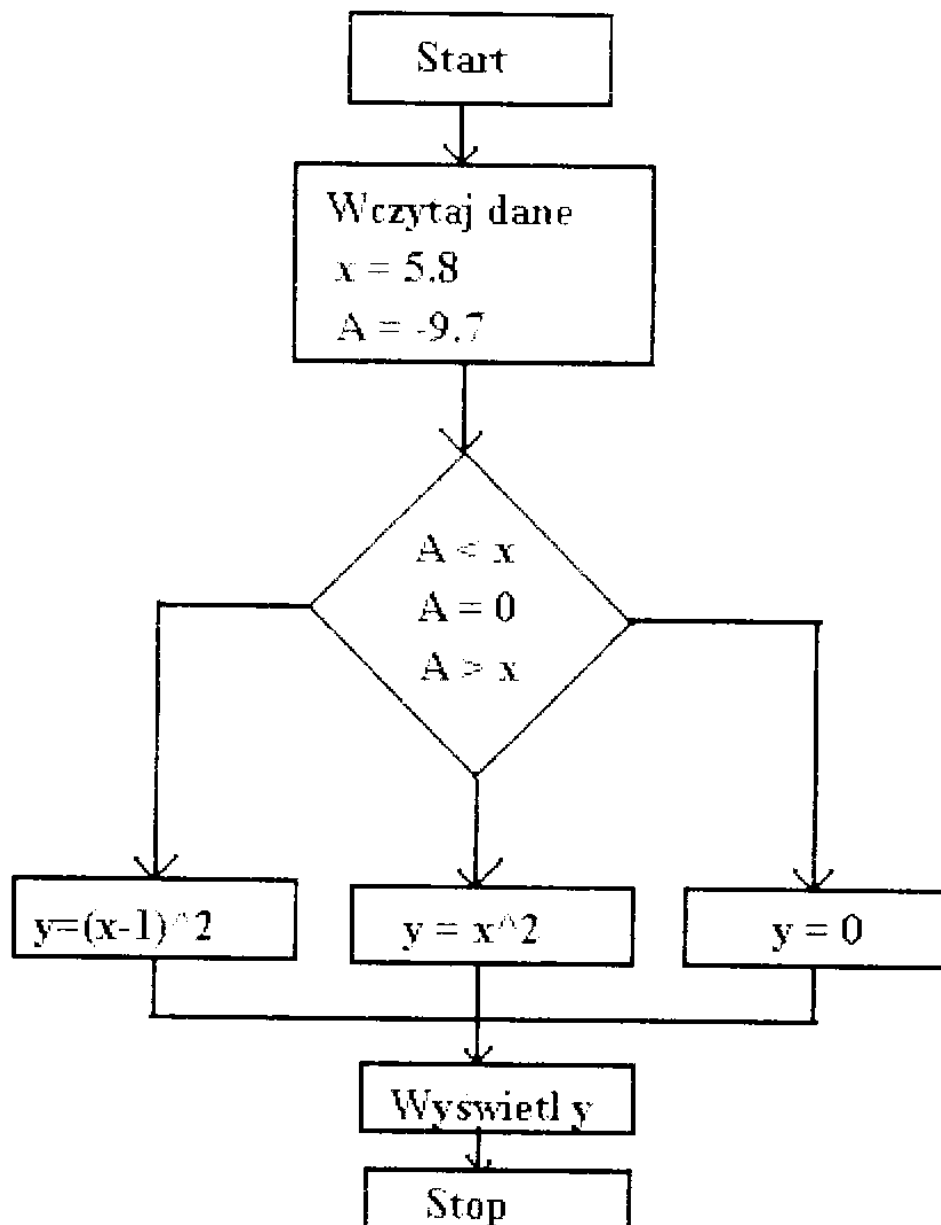 Start
Wczytaj dane
x = 5.8
A = -9.7
A < x
A = 0
A > x
y=(x-1)^2
y = x^2
y = 0
Wyswietl y
Stop